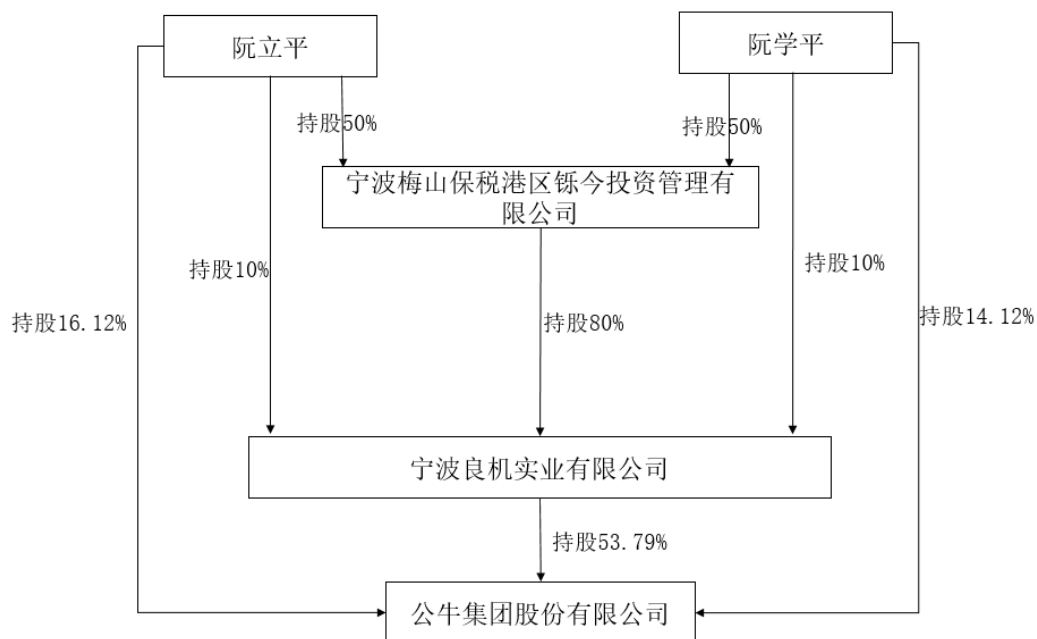 阮立平
阮学平
持股50%
持股50%
宁波梅山保税港区铄今投资管理有
限公司
持股10%
持股10%
持股16.12%
持股80%
持股14.12%
宁波良机实业有限公司
持股53.79%
公牛集团股份有限公司